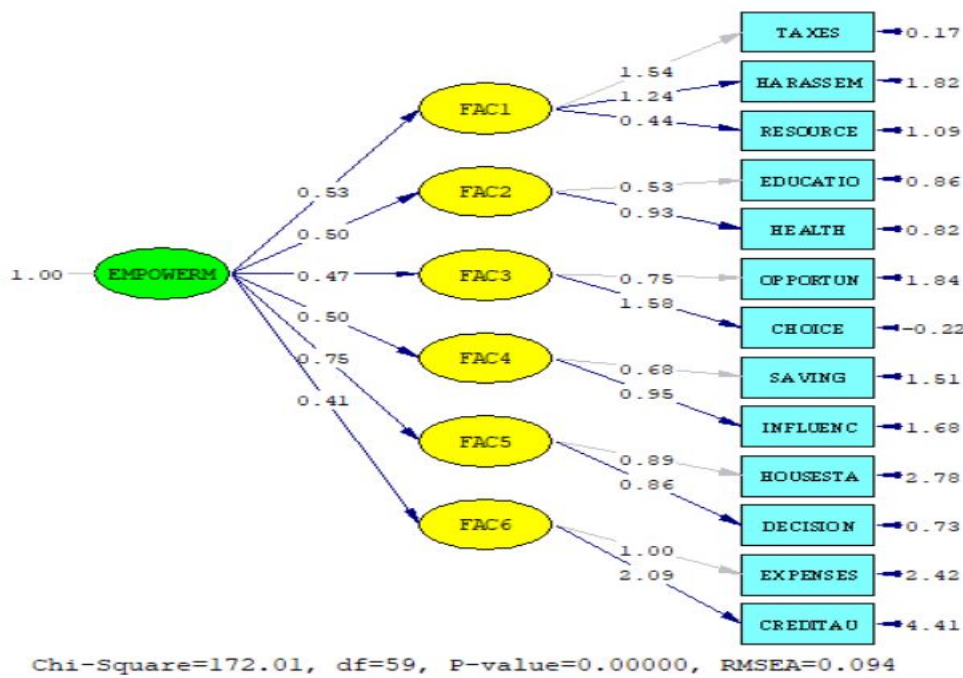 TAXES 0.17
1.54
FAC1 1.24 HARASSEM 1.82
0.44 RESOURCE 1.09
0.53 FAC2 0.53 EDUCATIO 0.86
0.50 0.93 HEALTH 0.82
1.00 EMPOWERM 0.47 FAC3 0.75 OPPORTUN 1.84
0.50 1.58 CHOICE -0.22
0.75 FAC4 0.68 SAVING 1.51
0.41 0.95 INFLUENC 1.68
FAC5 0.89 HOUSESTA 2.78
0.86 DECISION 0.73
FAC6 1.00 EXPENSES 2.42
2.09 CREDITAU 4.41
Chi-Square=172.01, df=59, P-value=0.00000, RMSEA=0.094